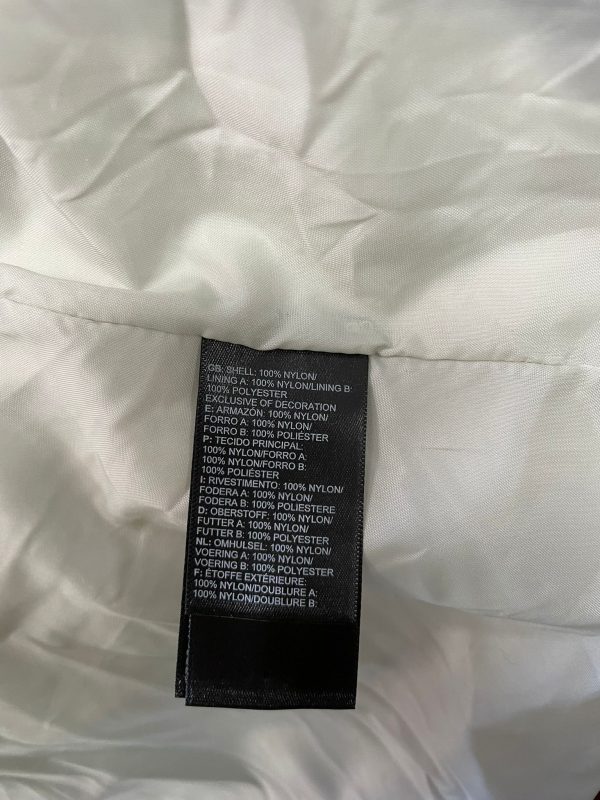 GB: SHELL: 100% NYLON/
LINING A: 100% NYLON/LINING B:
100% POLYESTER
EXCLUSIVE OF DECORATION
E: ARMAZÓN: 100% NYLON/
FORRO A: 100% NYLON/
FORRO B: 100% POLIÉSTER
P: TECIDO PRINCIPAL:
100% NYLON/FORRO A:
100% NYLON/FORRO B:
100% POLIÉSTER
I: RIVESTIMENTO: 100% NYLON/
FODERA A: 100% NYLON/
FODERA B: 100% POLIESTERE
D: OBERSTOFF: 100% NYLON/
FUTTER A: 100% NYLON/
FUTTER B: 100% POLYESTER
NL: OMHULSEL: 100% NYLON/
VOERING A: 100% NYLON/
VOERING B: 100% POLYESTER
F: ÉTOFFE EXTÉRIEURE:
100% NYLON/DOUBLURE A:
100% NYLON/DOUBLURE B: